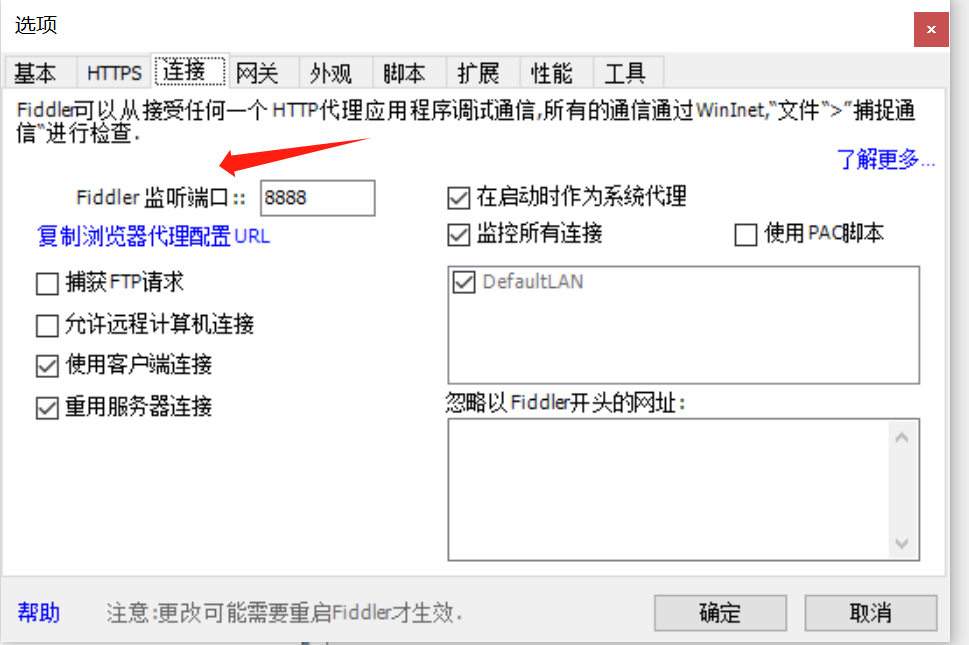 选项
基本 HTTPS 连接 网关 外观 脚本 扩展 性能 工具
Fiddler可以从接受任何一个HTTP代理应用程序调试通信,所有的通信通过WinInet,“文件“>”捕捉通
信“进行检查.
了解更多...
Fiddler 监听端口:: 8888
在启动时作为系统代理
复制浏览器代理配置URL
监控所有连接
使用PAC脚本
捕获FTP请求
DefaultLAN
允许远程计算机连接
使用客户端连接
重用服务器连接
忽略以Fiddler开头的网址:
帮助
注意:更改可能需要重启Fiddler才生效.
确定
取消